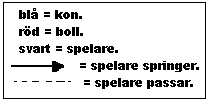 blå = kon.
röd = boll.
svart = spelare.
= spelare springer.
= spelare passar.